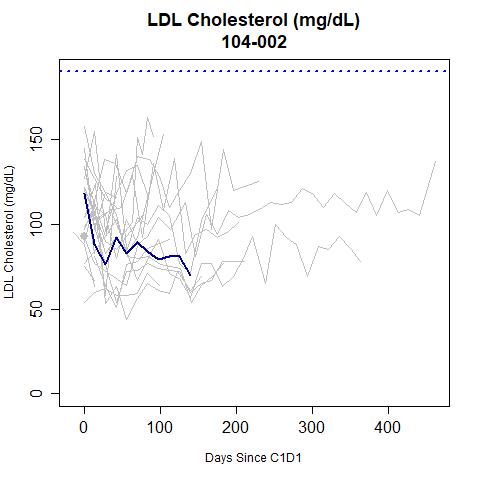 LDL Cholesterol (mg/dL)
104-002
LDL Cholesterol (mg/dL)
150
100
50
0
0 100 200 300 400
Days Since C1D1